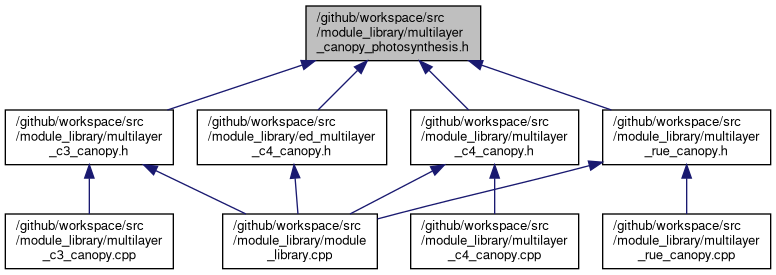 /github/workspace/src
/module_library/multilayer
_canopy_photosynthesis.h
/github/workspace/src
/module_library/multilayer
_c3_canopy.h
/github/workspace/src
/module_library/ed_multilayer
_c4_canopy.h
/github/workspace/src
/module_library/multilayer
_c4_canopy.h
/github/workspace/src
/module_library/multilayer
_rue_canopy.h
/github/workspace/src
/module_library/multilayer
_c3_canopy.cpp
/github/workspace/src
/module_library/module
_library.cpp
/github/workspace/src
/module_library/multilayer
_c4_canopy.cpp
/github/workspace/src
/module_library/multilayer
_rue_canopy.cpp